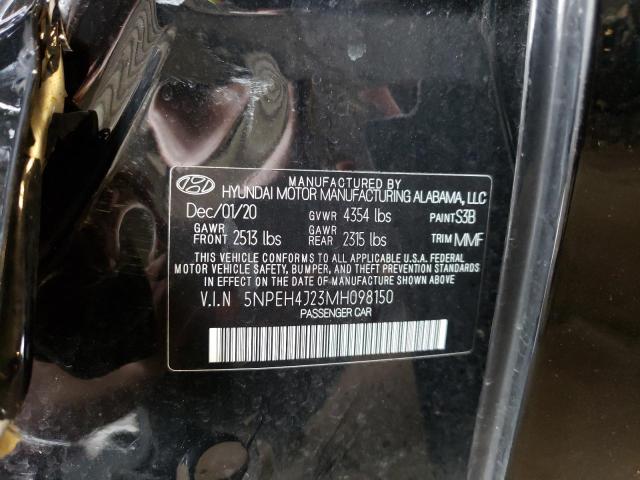 MANUFACTURED BY
HYUNDAI MOTOR MANUFACTURING ALABAMA, LLC
Dec/01/20 GVWR 4354 lbs PAINT S3B
GAWR FRONT 2513 lbs GAWR REAR 2315 lbs TRIM MMF
THIS VEHICLE CONFORMS TO ALL APPLICABLE U.S.A. FEDERAL
MOTOR VEHICLE SAFETY, BUMPER, AND THEFT PREVENTION STANDARDS
IN EFFECT ON THE DATE OF MANUFACTURE SHOWN ABOVE.
V.I.N 5NPEH4J23MH098150
PASSENGER CAR